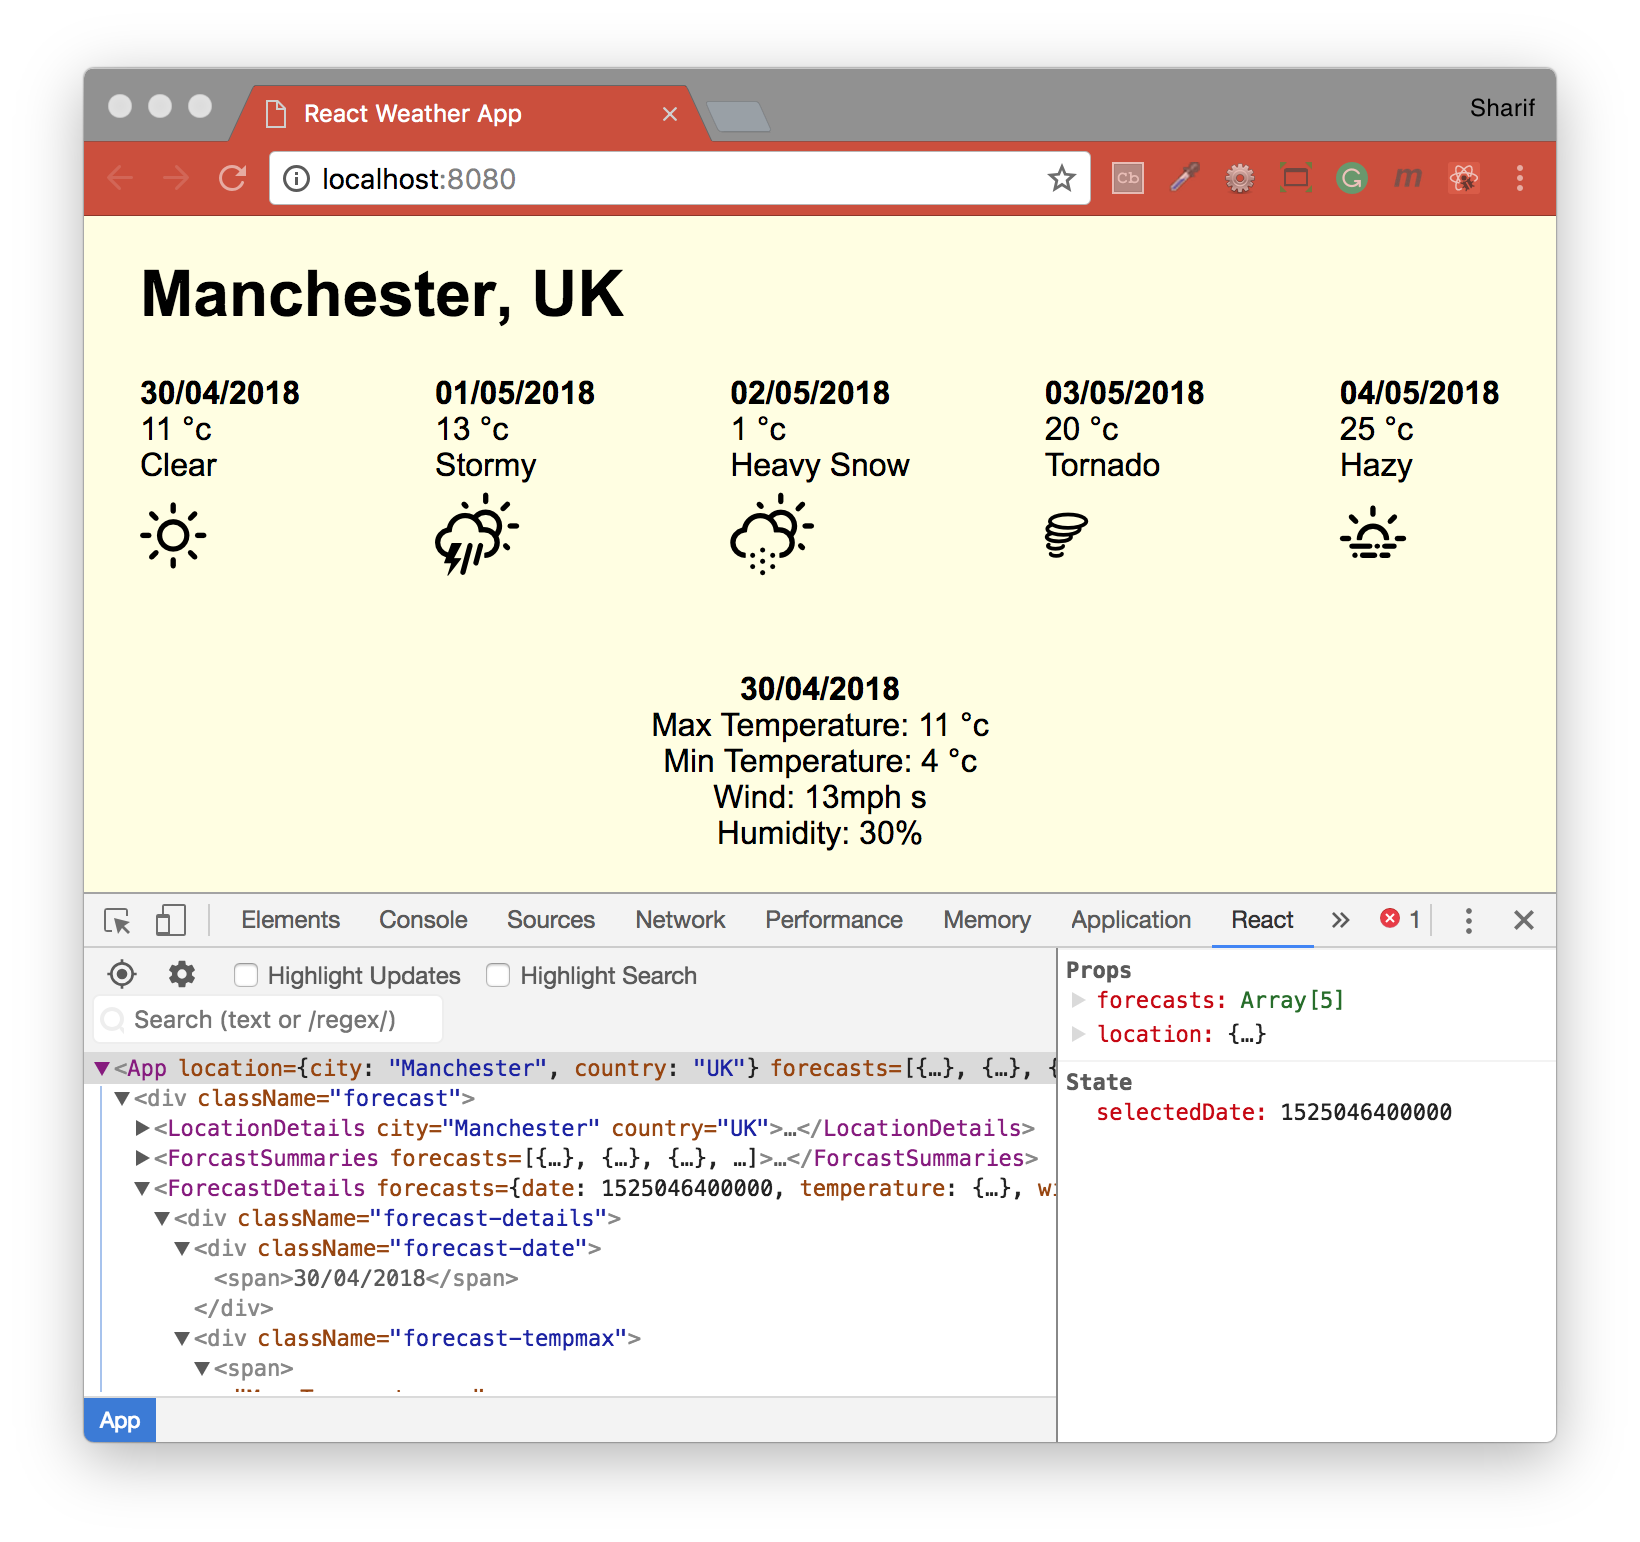 React Weather App
Sharif
localhost:8080
Cb
G
m
Manchester, UK
30/04/2018
11 °c
Clear
01/05/2018
13 °c
Stormy
02/05/2018
1 °c
Heavy Snow
03/05/2018
20 °c
Tornado
04/05/2018
25 °c
Hazy
30/04/2018
Max Temperature: 11 °c
Min Temperature: 4 °c
Wind: 13mph s
Humidity: 30%
Elements Console Sources Network Performance Memory Application React » 1
Highlight Updates Highlight Search
Search (text or /regex/)
<App location={city: "Manchester", country: "UK"} forecasts=[{…}, {…}, {
<div className="forecast">
<LocationDetails city="Manchester" country="UK">…</LocationDetails>
<ForcastSummaries forecasts=[{…}, {…}, {…}, …]>…</ForcastSummaries>
<ForecastDetails forecasts={date: 1525046400000, temperature: {…}, wi
<div className="forecast-details">
<div className="forecast-date">
<span>30/04/2018</span>
</div>
<div className="forecast-tempmax">
<span>
App
Props
forecasts: Array[5]
location: {…}
State
selectedDate: 1525046400000